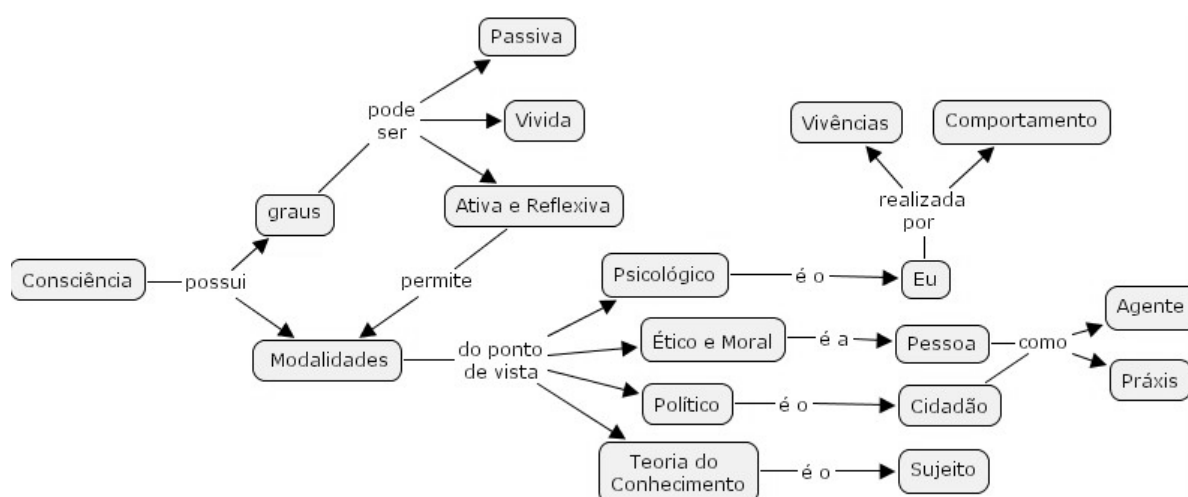 Passiva
pode
ser
Vivida
Vivências
Comportamento
graus
Ativa e Reflexiva
realizada
por
Consciência
possui
permite
Psicológico
é o
Eu
Modalidades
do ponto
de vista
Ético e Moral
é a
Pessoa
como
Agente
Práxis
Político
é o
Cidadão
Teoria do
Conhecimento
é o
Sujeito